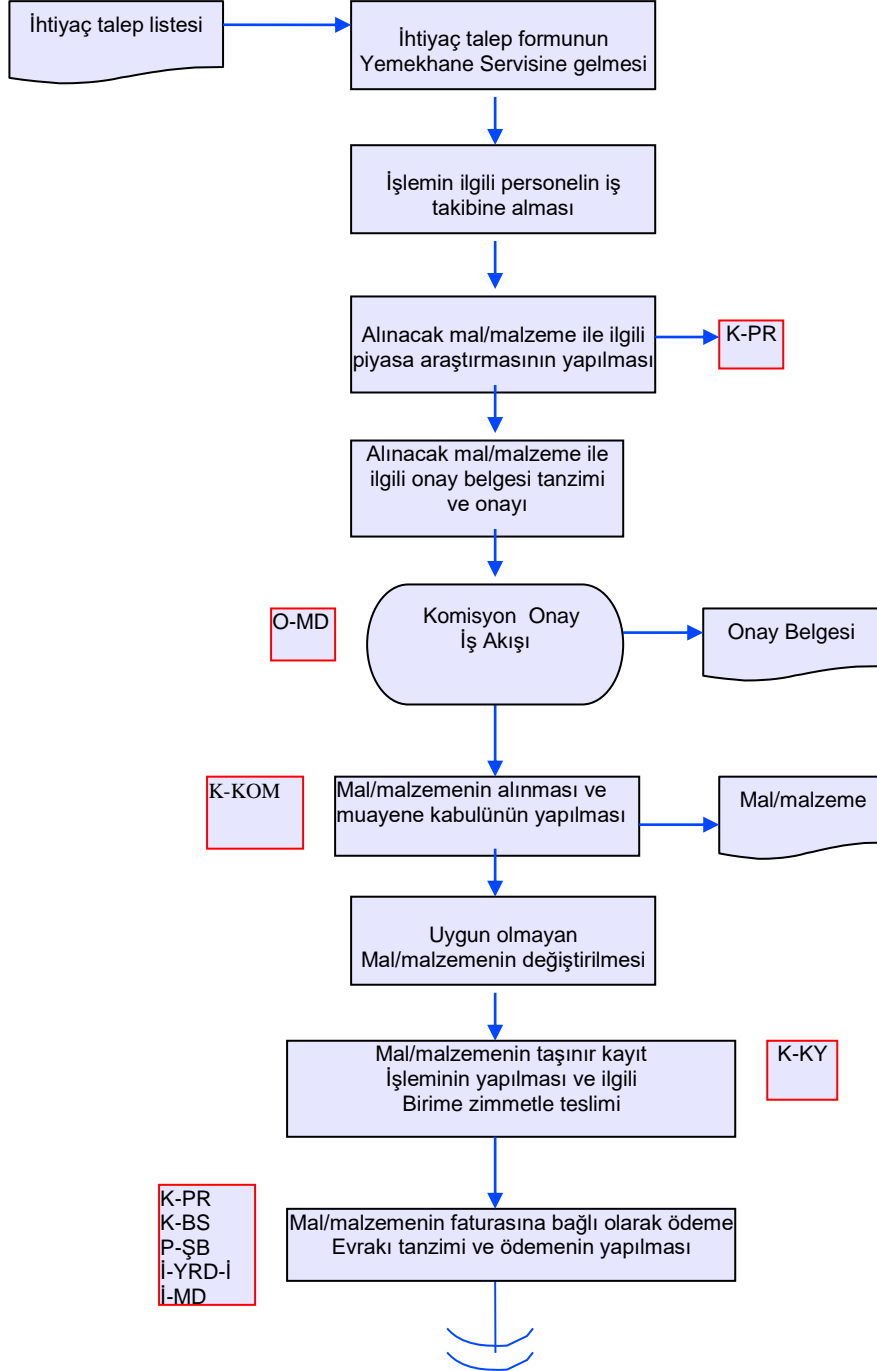 İhtiyaç talep listesi
İhtiyaç talep formunun
Yemekhane Servisine gelmesi
İşlemin ilgili personelin iş
takibine alması
Alınacak mal/malzeme ile ilgili
piyasa araştırmasının yapılması
K-PR
Alınacak mal/malzeme ile
ilgili onay belgesi tanzimi
ve onayı
O-MD
Komisyon Onay
İş Akışı
Onay Belgesi
K-KOM
Mal/malzemenin alınması ve
muayene kabulünün yapılması
Mal/malzeme
Uygun olmayan
Mal/malzemenin değiştirilmesi
Mal/malzemenin taşınır kayıt
İşleminin yapılması ve ilgili
Birime zimmetle teslimi
K-KY
K-PR
K-BS
P-ŞB
İ-YRD-İ
İ-MD
Mal/malzemenin faturasına bağlı olarak ödeme
Evrakı tanzimi ve ödemenin yapılması